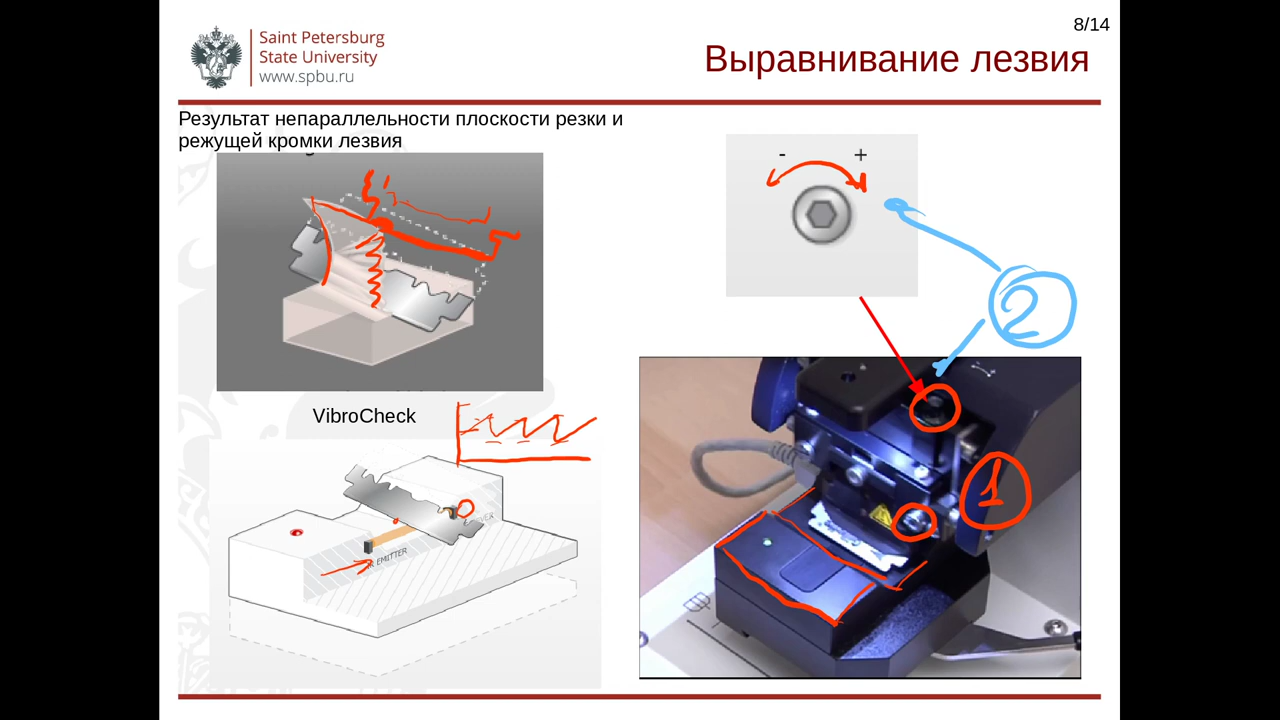 8/14
Saint Petersburg
State University
www.spbu.ru
Выравнивание лезвия
Результат непараллельности плоскости резки и
режущей кромки лезвия
- +
2
VibroCheck
1
EMITTER